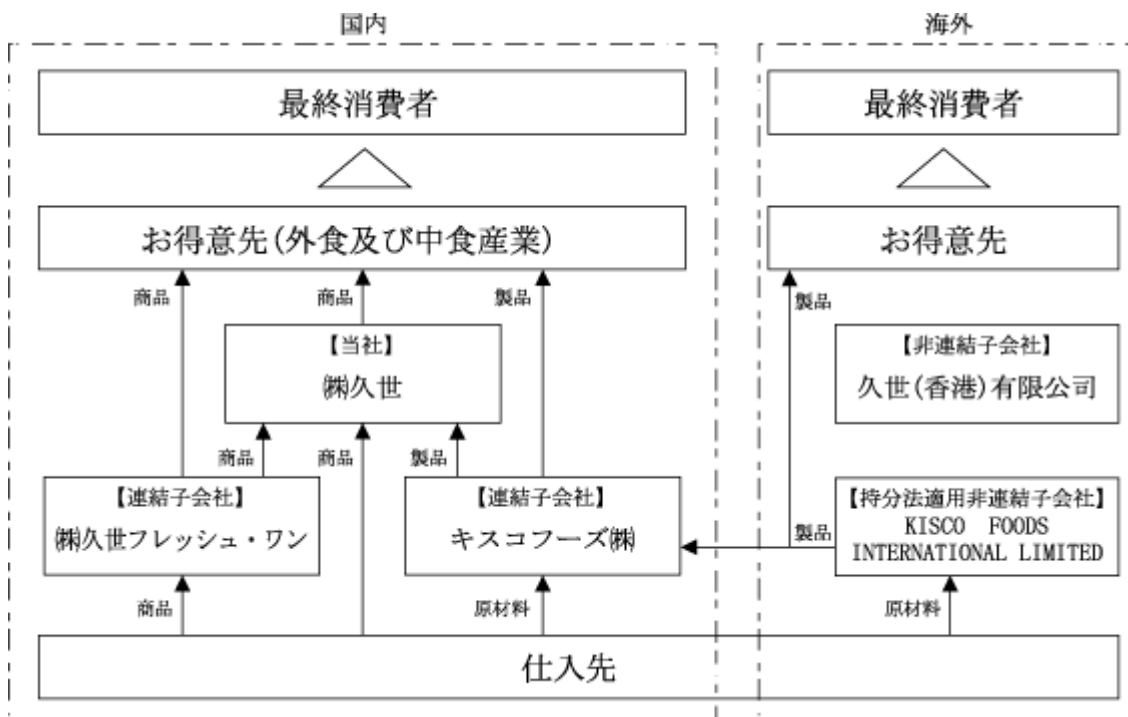 国内
海外
最終消費者
最終消費者
お得意先(外食及び中食産業)
お得意先
商品
商品
製品
製品
【当社】
㈱久世
【非連結子会社】
久世(香港)有限公司
商品
商品
製品
【連結子会社】
㈱久世フレッシュ・ワン
【連結子会社】
キスコフーズ㈱
製品
【持分法適用非連結子会社】
KISCO FOODS
INTERNATIONAL LIMITED
商品
原材料
原材料
仕入先